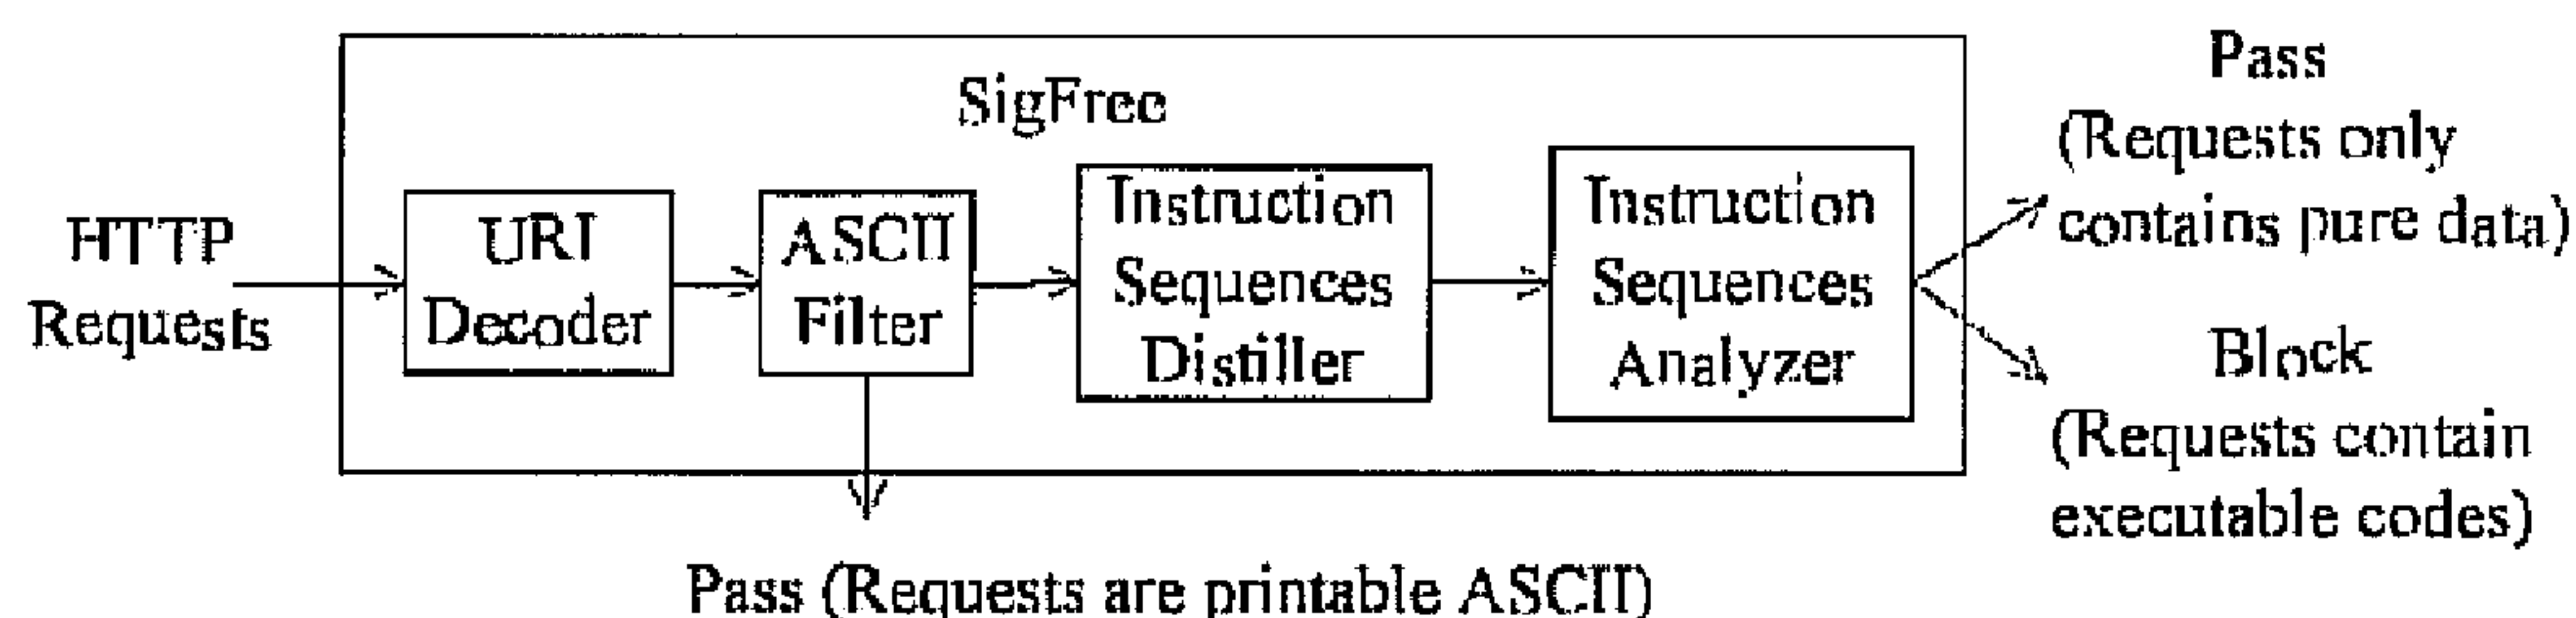 SigFree
HTTP
Requests
URI
Decoder
ASCII
Filter
Instruction
Sequences
Distiller
Instruction
Sequences
Analyzer
Pass
(Requests only
contains pure data)
Block
(Requests contain
executable codes)
Pass (Requests are printable ASCII)